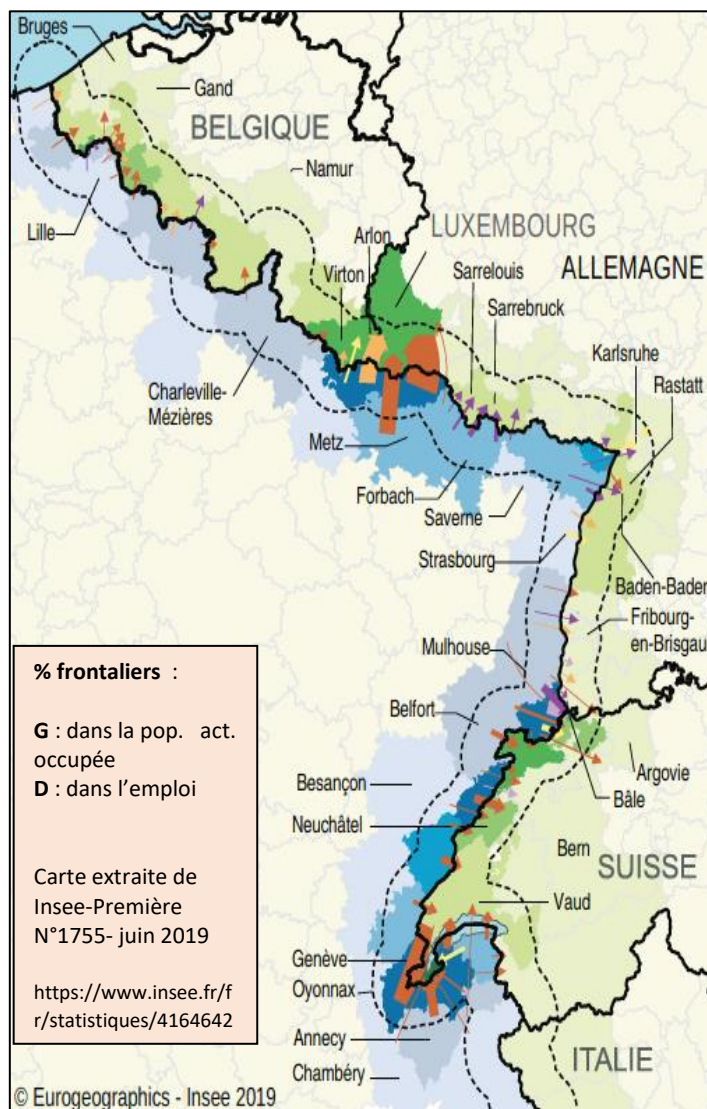 Bruges
Gand
BELGIQUE
Namur
Lille
LUXEMBOURG
Arlon
Virton
Sarrelouis
ALLEMAGNE
Sarrebruck
Karlsruhe
Rastatt
Charleville-
Mézières
Metz
Forbach
Saverne
Strasbourg
Baden-Baden
Fribourg-
en-Brisgau
Mulhouse
Belfort
% frontaliers :
G : dans la pop. act.
occupée
D : dans l’emploi
Carte extraite de
Insee-Première
N°1755- juin 2019
https://www.insee.fr/f
r/statistiques/4164642
Argovie
Besançon
Bâle
Neuchâtel
Bern
SUISSE
Vaud
Genève
Oyonnax
Annecy
ITALIE
Chambéry
© Eurogeographics - Insee 2019